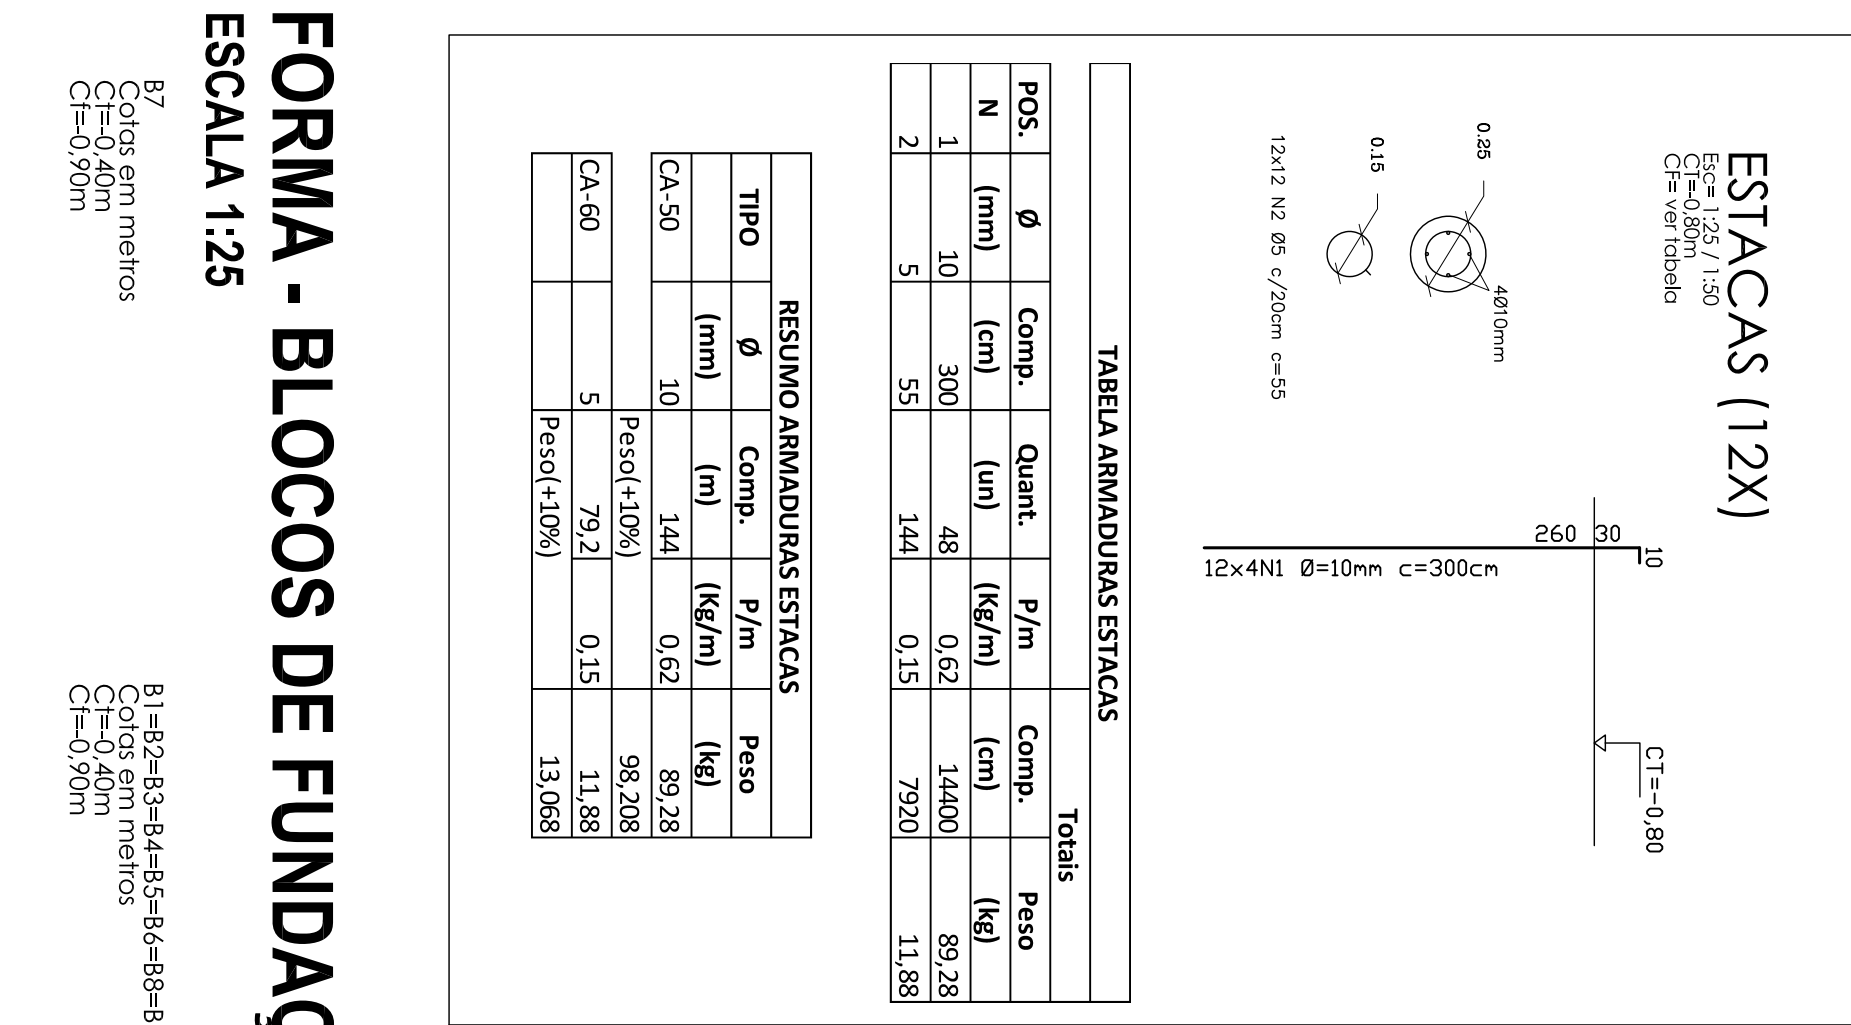 ESTACAS (12X)
Esc= 1:25 / 1:50
CT=-0,80m
CF= ver tabela
0.25
4Ø10mm
0.15
12x12 N2 Ø5 c/20cm c=55
10
260 30
12x4N1 Ø=10mm c=300cm
CT=-0,80
TABELA ARMADURAS ESTACAS
Totais
POS. Ø Comp. Quant. P/m Comp. Peso
N (mm) (cm) (un) (Kg/m) (cm) (kg)
1 10 300 48 0,62 14400 89,28
2 5 55 144 0,15 7920 11,88
RESUMO ARMADURAS ESTACAS
TIPO Ø Comp. P/m Peso
(mm) (m) (Kg/m) (kg)
CA-50 10 144 0,62 89,28
Peso(+10%) 98,208
CA-60 5 79,2 0,15 11,88
Peso(+10%) 13,068
FORMA - BLOCOS DE FUNDAÇ
ESCALA 1:25
B7
Cotas em metros
Ct=-0,40m
Cf=-0,90m
B1=B2=B3=B4=B5=B6=B8=B
Cotas em metros
Ct=-0,40m
Cf=-0,90m